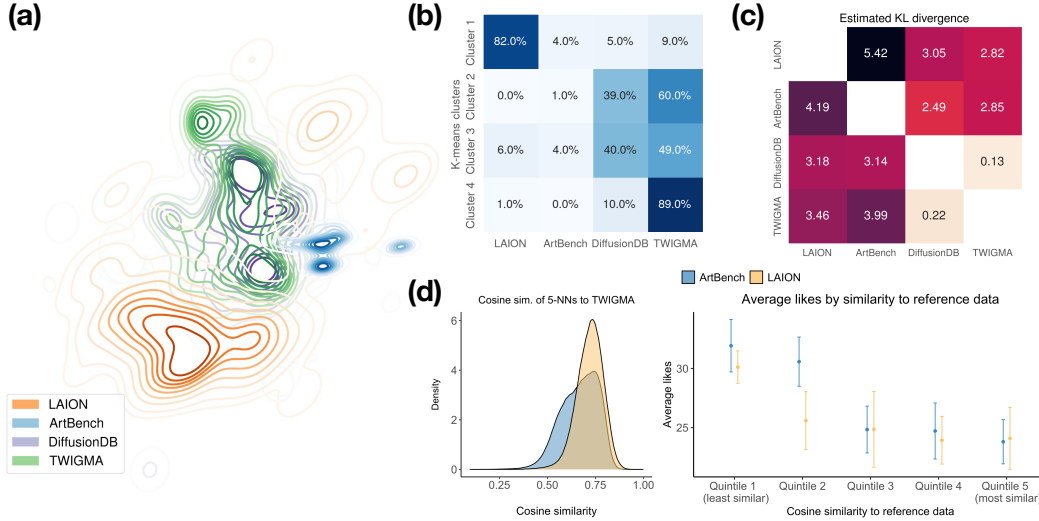 (a)
LAION
ArtBench
DiffusionDB
TWIGMA
(b)
K-means clusters
Cluster 1
Cluster 2
Cluster 3
Cluster 4
82.0% 4.0% 5.0% 9.0%
0.0% 1.0% 39.0% 60.0%
6.0% 4.0% 40.0% 49.0%
1.0% 0.0% 10.0% 89.0%
LAION ArtBench DiffusionDB TWIGMA
(c)
Estimated KL divergence
LAION
ArtBench
DiffusionDB
TWIGMA
5.42 3.05 2.82
4.19 2.49 2.85
3.18 3.14 0.13
3.46 3.99 0.22
LAION ArtBench DiffusionDB TWIGMA
ArtBench LAION
(d)
Cosine sim. of 5-NNs to TWIGMA
Density
6
4
2
0
0.25 0.50 0.75 1.00
Cosine similarity
Average likes by similarity to reference data
Average likes
30
25
Quintile 1 Quintile 2 Quintile 3 Quintile 4 Quintile 5
(least similar) (most similar)
Cosine similarity to reference data